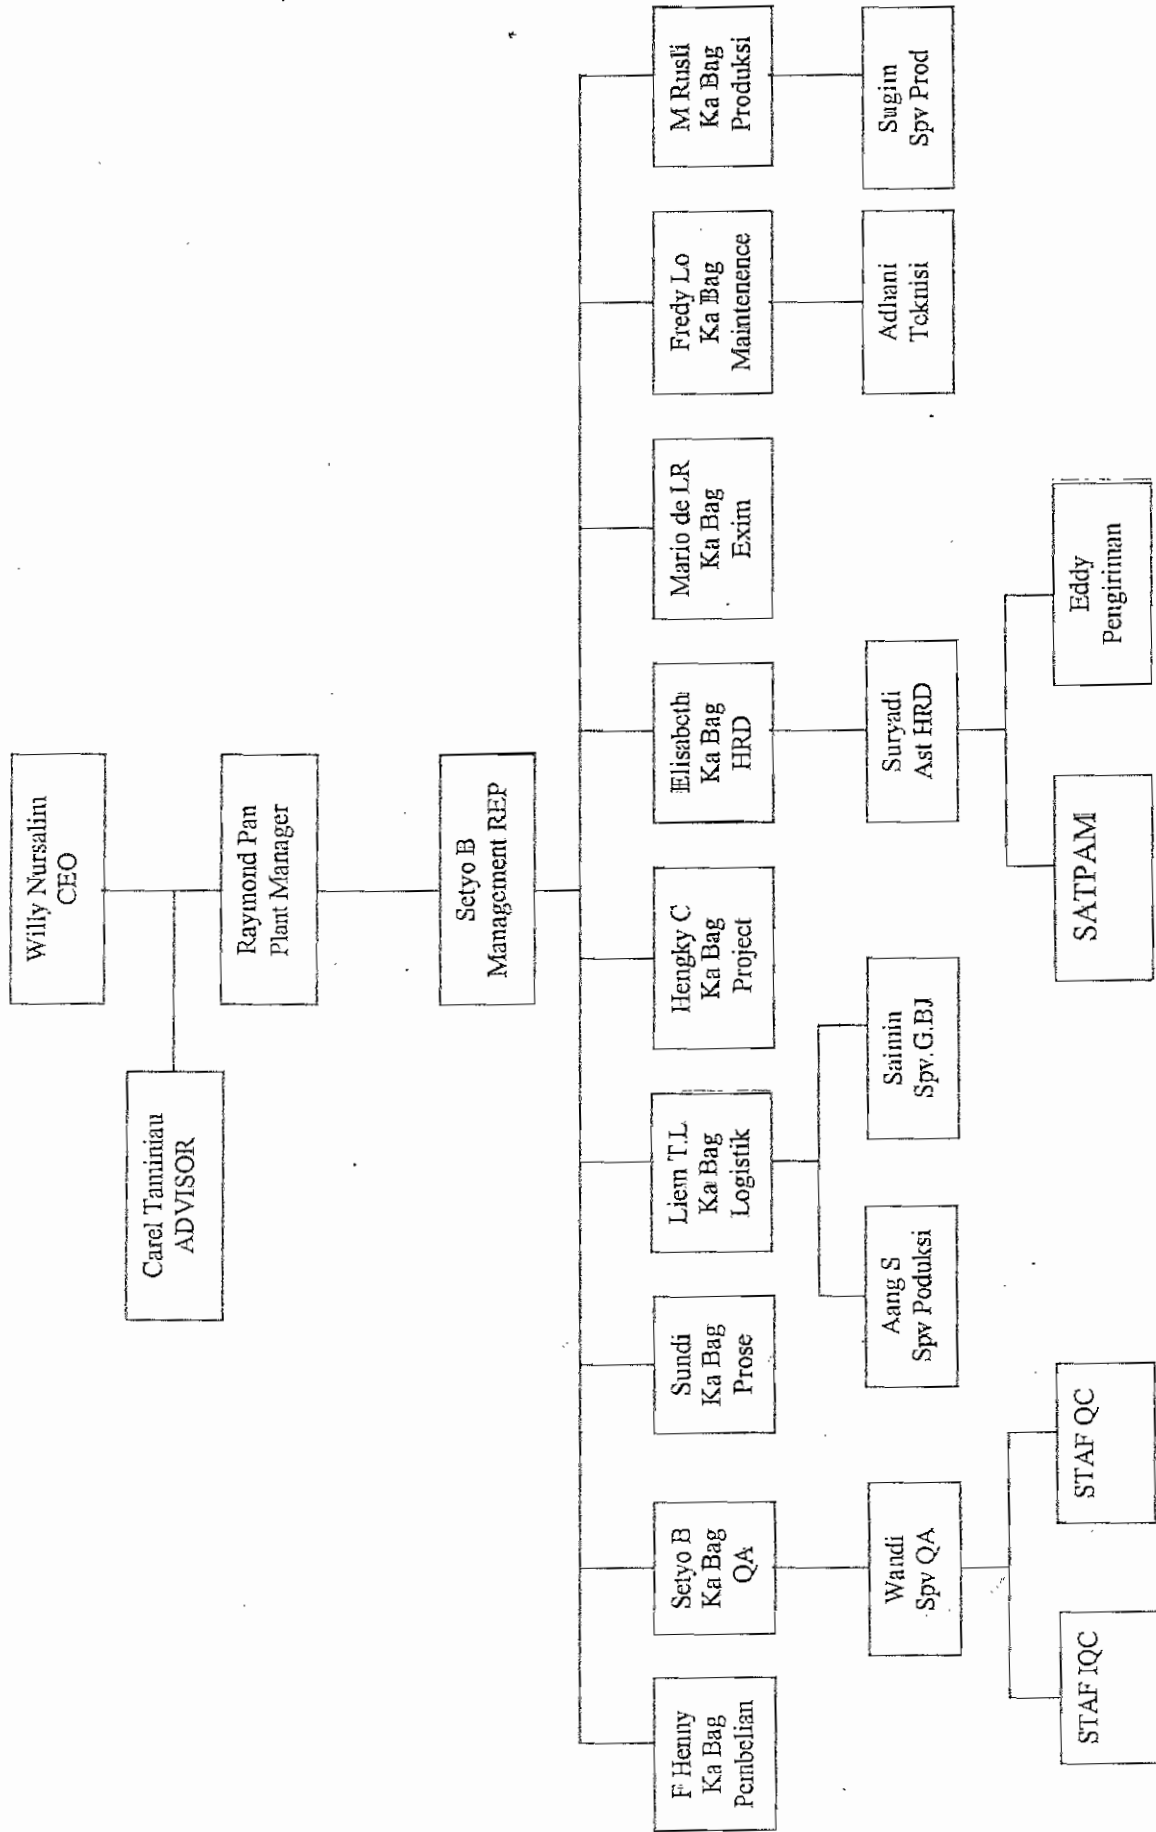 Willy Nursalim
CEO
Carel Taminiau
ADVISOR
Raymond Pan
Plant Manager
Setyo B
Management REP
F Henny
Ka Bag
Pembelian
Setyo B
Ka Bag
QA
Sundi
Ka Bag
Prose
Liem T.L.
Ka Bag
Logistik
Hengky C
Ka Bag
Project
Elisabeth
Ka Bag
HRD
Mario de LR
Ka Bag
Exim
Fredy Lo
Ka Bag
Maintenence
M Rusli
Ka Bag
Produksi
Wandi
Spv QA
Aang S
Spv Poduksi
Saimin
Spv.G.BJ
Suryadi
Ast HRD
Adhani
Teknisi
Sugim
Spv Prod
STAF IQC
STAF QC
SATPAM
Eddy
Pengiriman